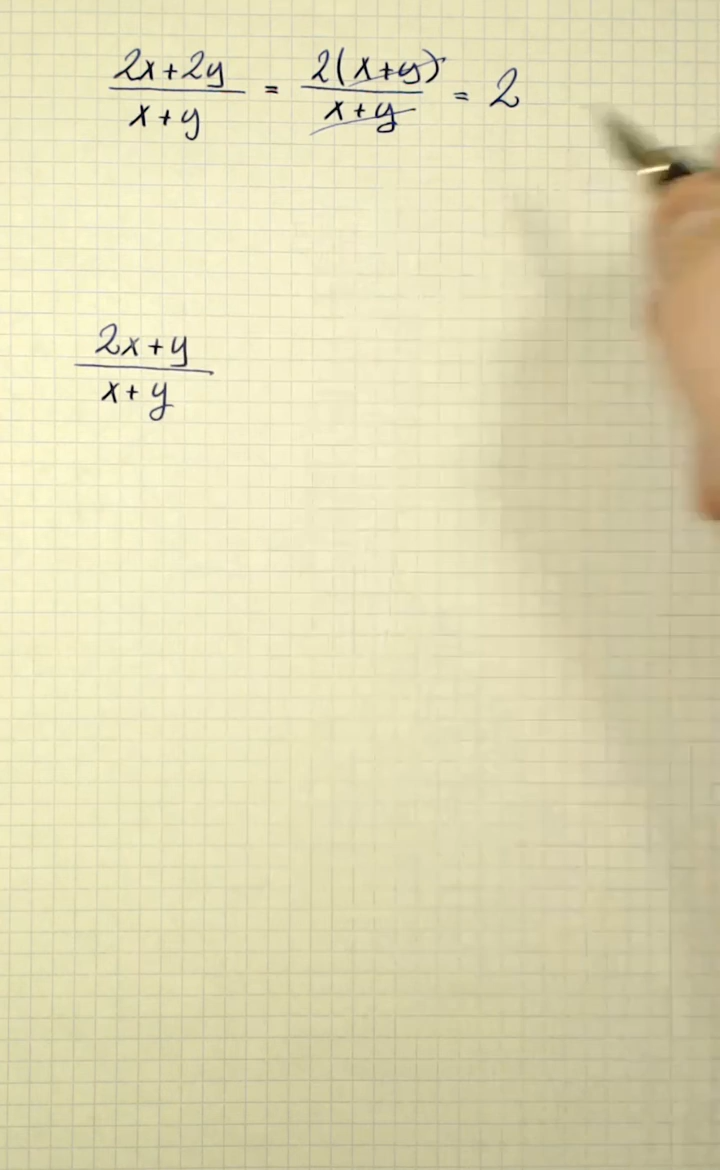 2x+2y / x+y = 2(x+y) / x+y = 2
2x+y / x+y